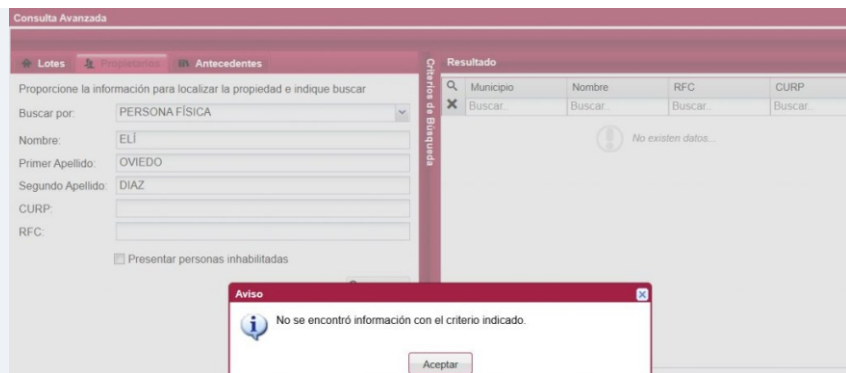 Consulta Avanzada
Lotes Propietarios Antecedentes
Proporcione la información para localizar la propiedad e indique buscar
Buscar por: PERSONA FÍSICA
Nombre: ELÍ
Primer Apellido: OVIEDO
Segundo Apellido: DIAZ
CURP:
RFC:
Presentar personas inhabilitadas
Criterios de Búsqueda
Resultado
Municipio Nombre RFC CURP
Buscar... Buscar... Buscar... Buscar...
No existen datos...
Aviso
No se encontró información con el criterio indicado.
Aceptar